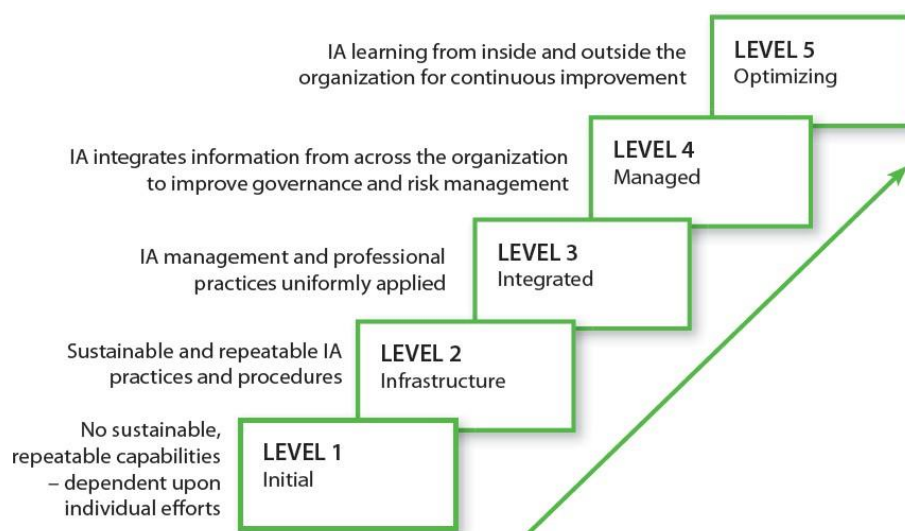 IA learning from inside and outside the
organization for continuous improvement
LEVEL 5
Optimizing
IA integrates information from across the organization
to improve governance and risk management
LEVEL 4
Managed
IA management and professional
practices uniformly applied
LEVEL 3
Integrated
Sustainable and repeatable IA
practices and procedures
LEVEL 2
Infrastructure
No sustainable,
repeatable capabilities
– dependent upon
individual efforts
LEVEL 1
Initial